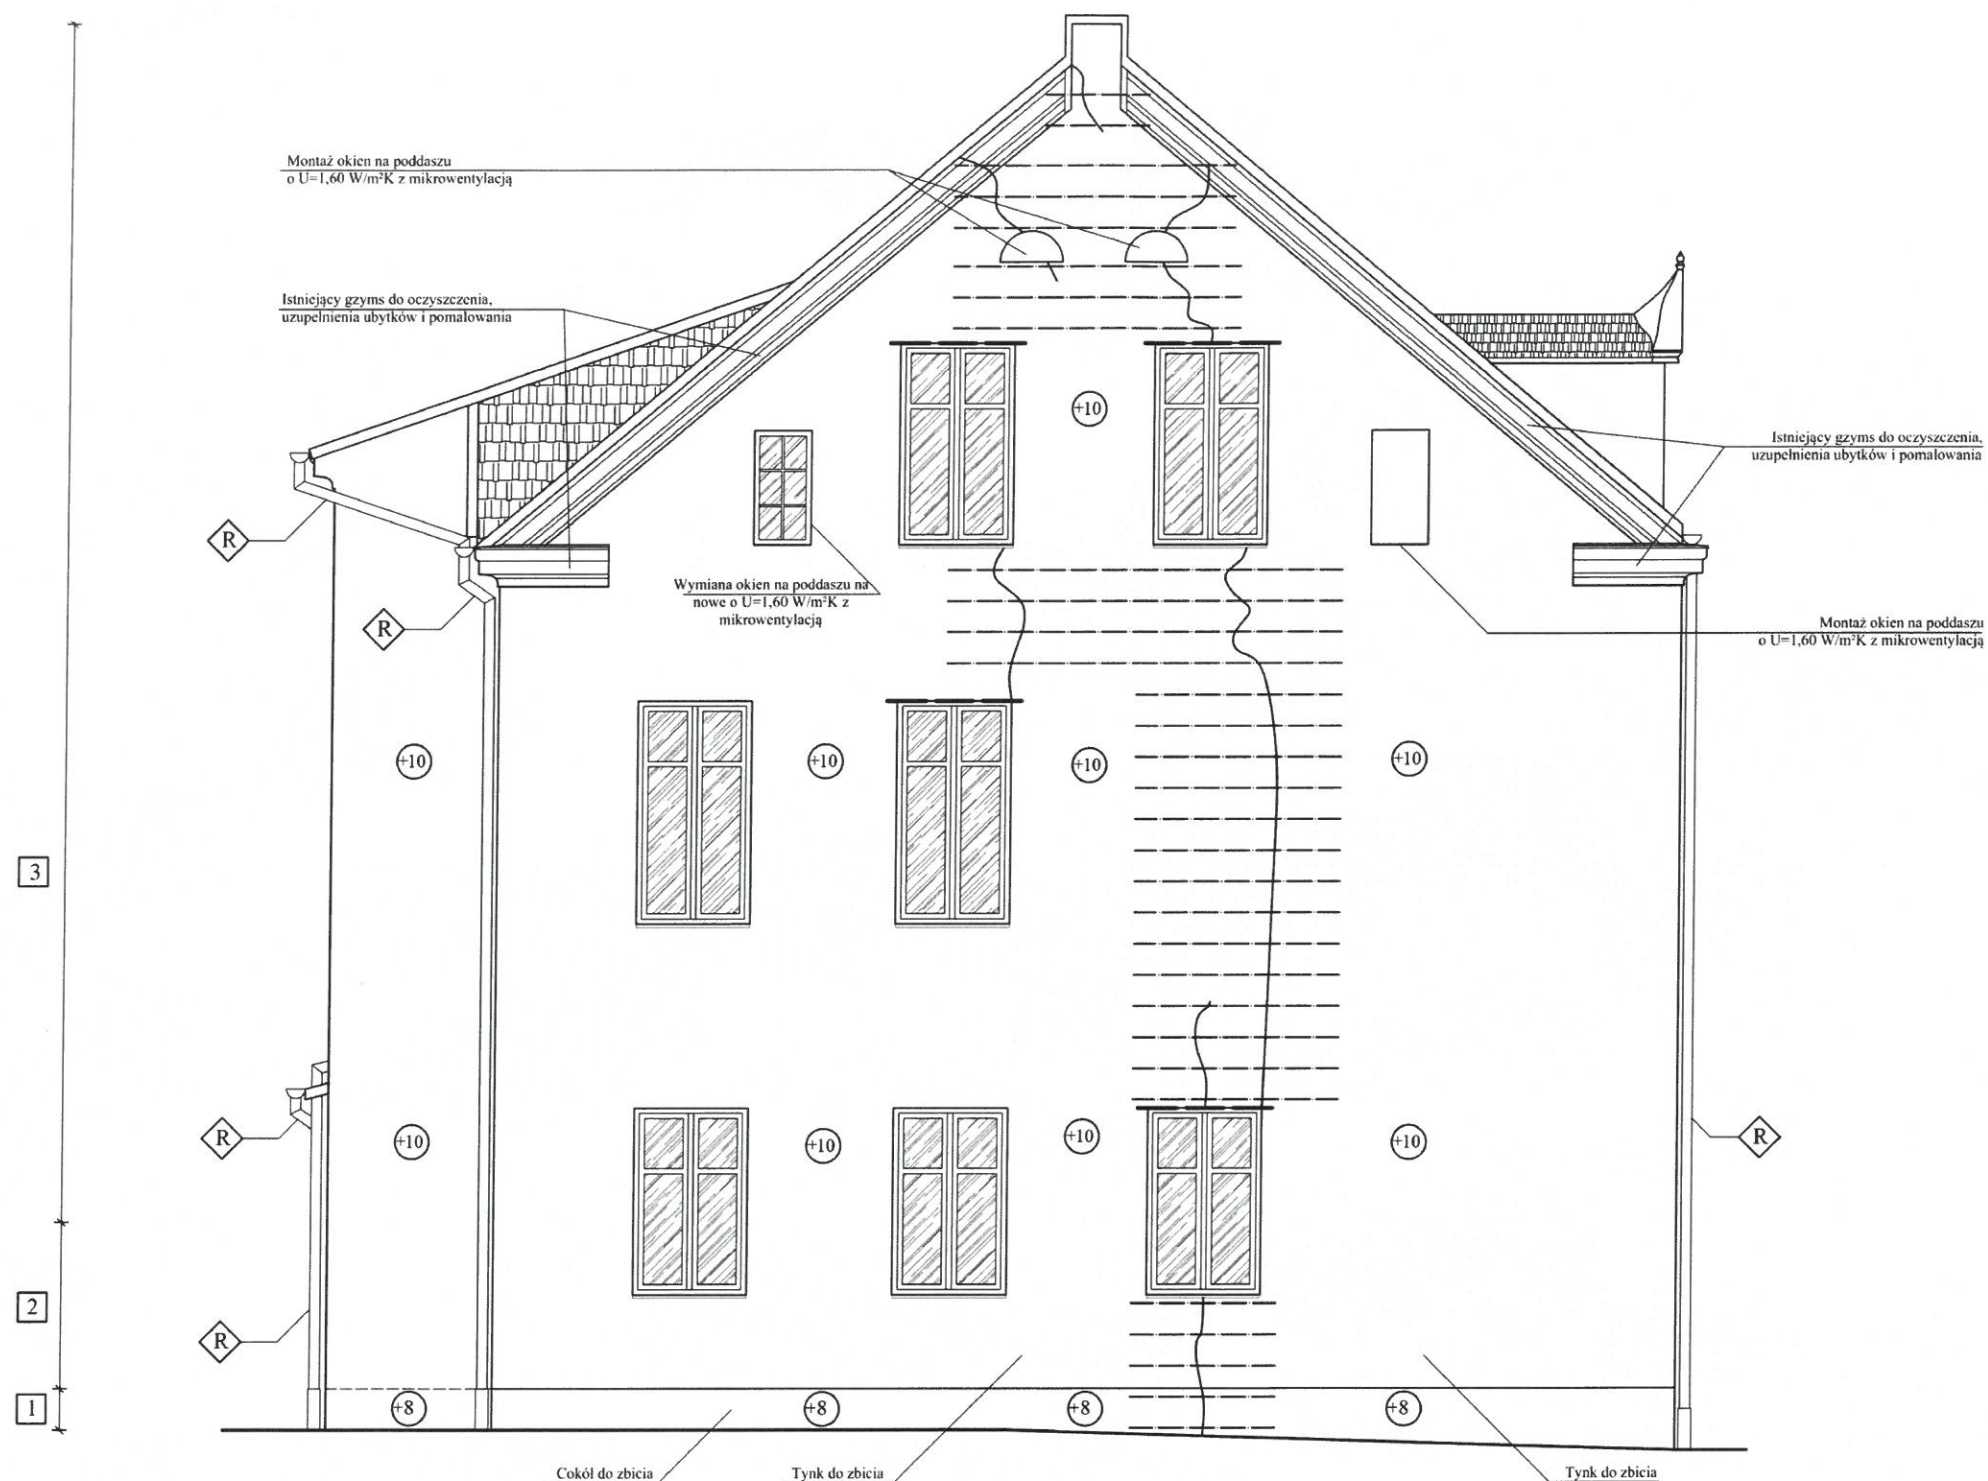 Montaż okien na poddaszu
o U=1,60 W/m²K z mikrowentylacją
Istniejący gzyms do oczyszczenia,
uzupełnienia ubytków i pomalowania
+10
Istniejący gzyms do oczyszczenia,
uzupełnienia ubytków i pomalowania
R
R
Wymiana okien na poddaszu na
nowe o U=1,60 W/m²K z
mikrowentylacją
Montaż okien na poddaszu
o U=1,60 W/m²K z mikrowentylacją
+10
+10
+10
+10
3
R
+10
+10
+10
+10
R
2
R
1
+8
+8
+8
+8
Cokół do zbicia
Tynk do zbicia
Tynk do zbicia